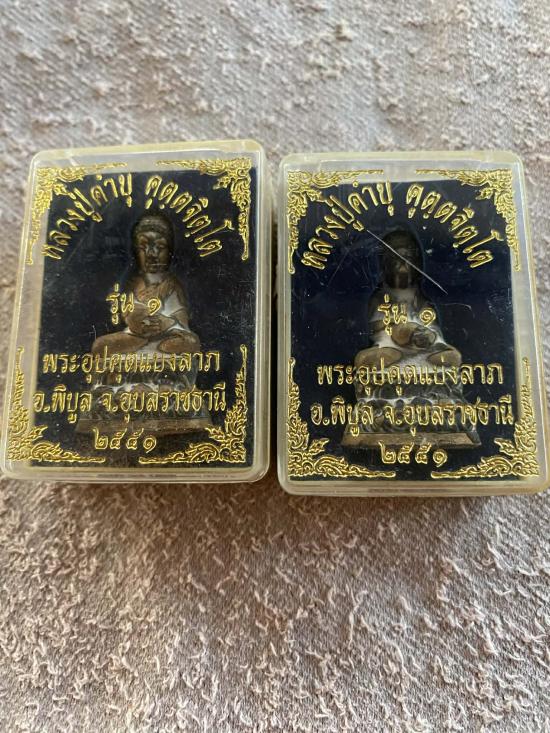 หลวงปู่คำบุ คุตฺตจิตฺโต
รุ่น ๑
พระอุปคุตแบ่งลาภ
อ.พิบูล จ.อุบลราชธานี
๒๕๕๑
หลวงปู่คำบุ คุตฺตจิตฺโต
รุ่น ๑
พระอุปคุตแบ่งลาภ
อ.พิบูล จ.อุบลราชธานี
๒๕๕๑